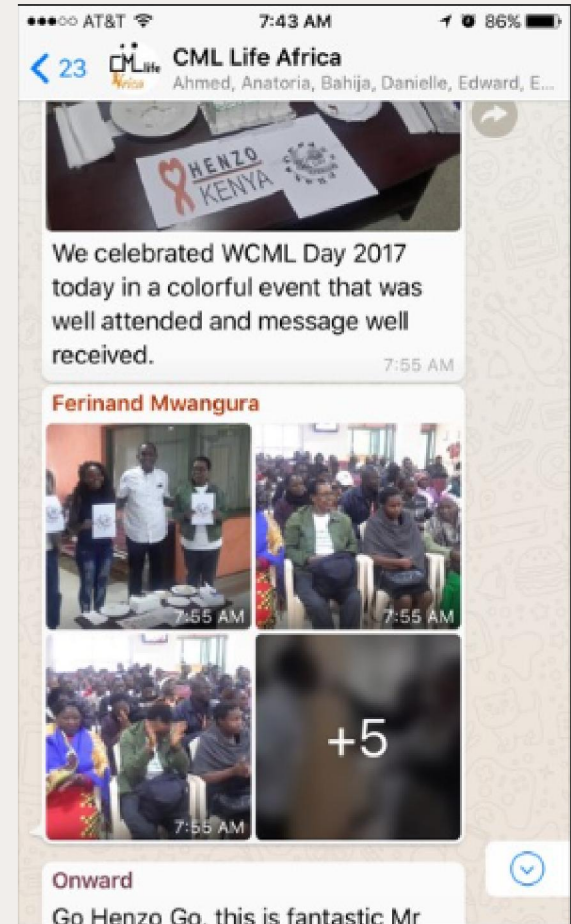 AT&T 7:43 AM 86%
23 CMLlife Africa CML Life Africa
Ahmed, Anatoria, Bahija, Danielle, Edward, E...
HENZO
KENYA
We celebrated WCML Day 2017
today in a colorful event that was
well attended and message well
received.
7:55 AM
Ferinand Mwangura
7:55 AM 7:55 AM
7:55 AM +5
Onward
Go Henzo Go, this is fantastic Mr